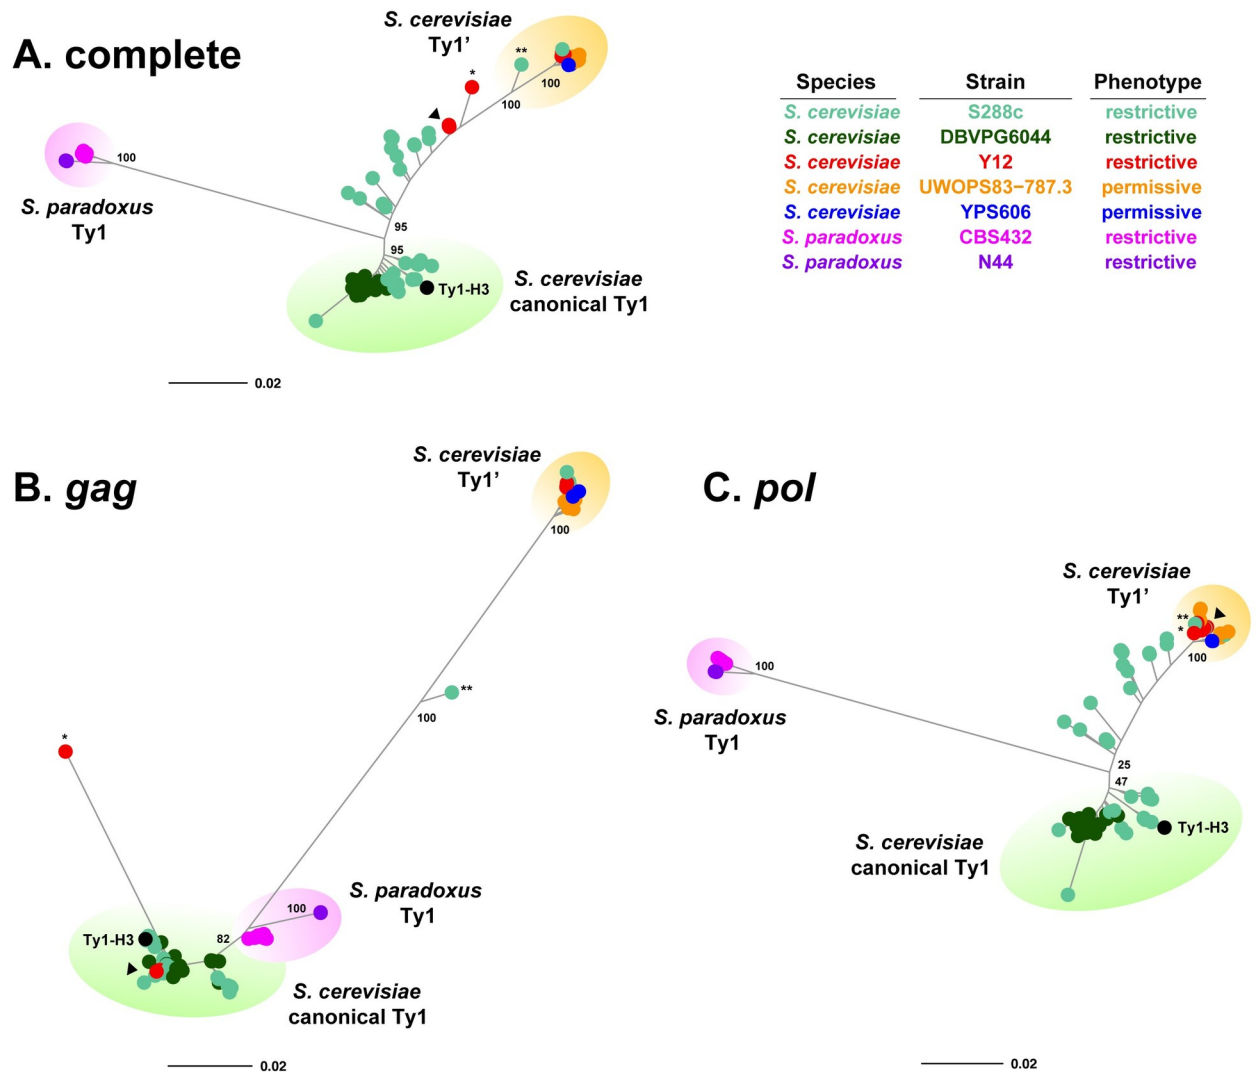 A. complete
S. cerevisiae
Ty1’
**
*
100
100
100
S. paradoxus
Ty1
95
95
Ty1-H3
S. cerevisiae
canonical Ty1
0.02
Species Strain Phenotype
S. cerevisiae S288c restrictive
S. cerevisiae DBVPG6044 restrictive
S. cerevisiae Y12 restrictive
S. cerevisiae UWOPS83−787.3 permissive
S. cerevisiae YPS606 permissive
S. paradoxus CBS432 restrictive
S. paradoxus N44 restrictive
B. gag
S. cerevisiae
Ty1’
100
**
100
*
S. paradoxus
Ty1
100
82
Ty1-H3
S. cerevisiae
canonical Ty1
0.02
C. pol
S. cerevisiae
Ty1’
**
*
100
100
S. paradoxus
Ty1
25
47
Ty1-H3
S. cerevisiae
canonical Ty1
0.02